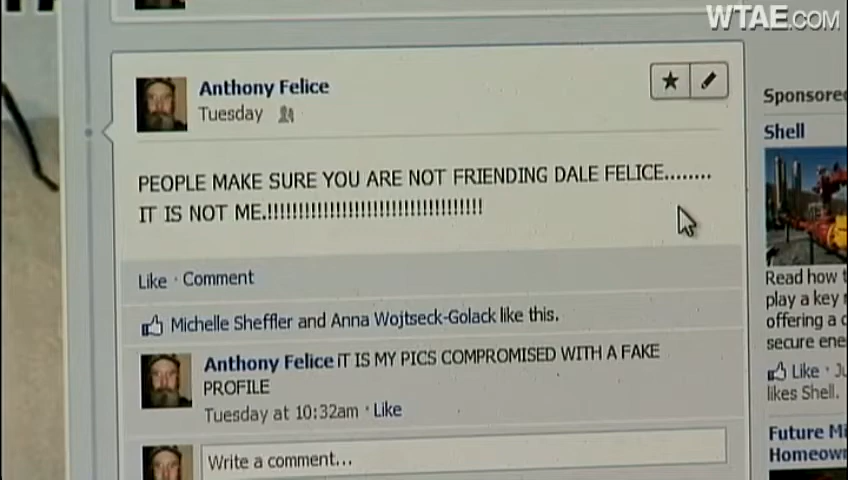 WTAE.COM
Anthony Felice
Tuesday
PEOPLE MAKE SURE YOU ARE NOT FRIENDING DALE FELICE........
IT IS NOT ME.!!!!!!!!!!!!!!!!!!!!!!!!!!!!!!!!!!!
Like · Comment
Michelle Sheffler and Anna Wojtseck-Golack like this.
Anthony Felice iT IS MY PICS COMPROMISED WITH A FAKE
PROFILE
Tuesday at 10:32am · Like
Write a comment...
Sponsore
Shell
Read how
play a key
offering a
secure ene
Like ·
likes Shell.
Future Mi
Homeown